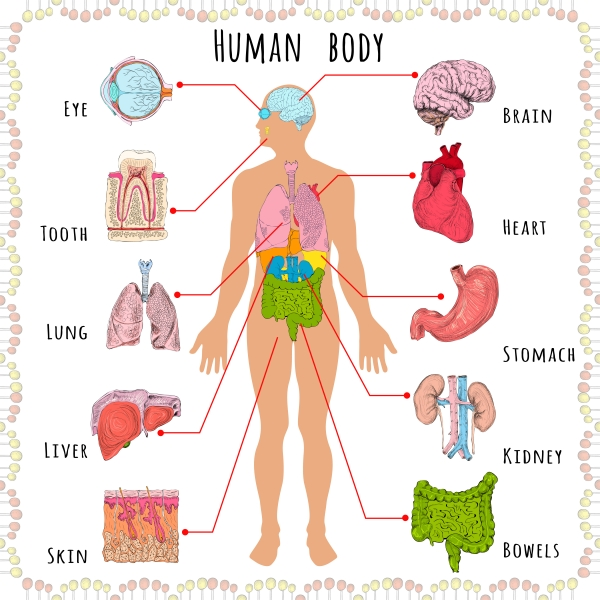 Human body
Eye
Tooth
Lung
Liver
Skin
Brain
Heart
Stomach
Kidney
Bowels